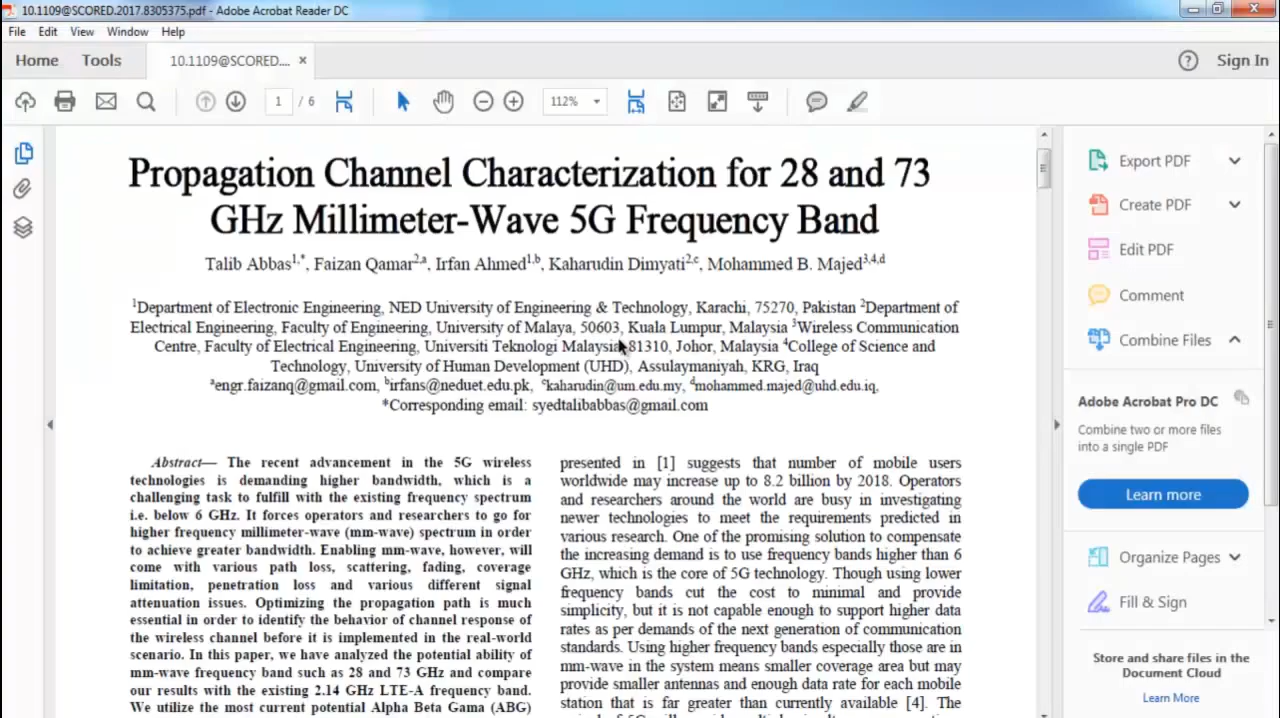 10.1109@SCORED.2017.8305375.pdf - Adobe Acrobat Reader DC
File Edit View Window Help
Home Tools 10.1109@SCORED.... × ? Sign In
1 / 6 112%
Propagation Channel Characterization for 28 and 73
GHz Millimeter-Wave 5G Frequency Band
Talib Abbas1,*, Faizan Qamar2,a, Irfan Ahmed1,b, Kaharudin Dimyati2,c, Mohammed B. Majed3,4,d
1Department of Electronic Engineering, NED University of Engineering & Technology, Karachi, 75270, Pakistan 2Department of
Electrical Engineering, Faculty of Engineering, University of Malaya, 50603, Kuala Lumpur, Malaysia 3Wireless Communication
Centre, Faculty of Electrical Engineering, Universiti Teknologi Malaysia 81310, Johor, Malaysia 4College of Science and
Technology, University of Human Development (UHD), Assulaymaniyah, KRG, Iraq
aengr.faizanq@gmail.com, birfans@neduet.edu.pk, ckaharudin@um.edu.my, dmohammed.majed@uhd.edu.iq,
*Corresponding email: syedtalibabbas@gmail.com
Abstract— The recent advancement in the 5G wireless
technologies is demanding higher bandwidth, which is a
challenging task to fulfill with the existing frequency spectrum
i.e. below 6 GHz. It forces operators and researchers to go for
higher frequency millimeter-wave (mm-wave) spectrum in order
to achieve greater bandwidth. Enabling mm-wave, however, will
come with various path loss, scattering, fading, coverage
limitation, penetration loss and various different signal
attenuation issues. Optimizing the propagation path is much
essential in order to identify the behavior of channel response of
the wireless channel before it is implemented in the real-world
scenario. In this paper, we have analyzed the potential ability of
mm-wave frequency band such as 28 and 73 GHz and compare
our results with the existing 2.14 GHz LTE-A frequency band.
We utilize the most current potential Alpha Beta Gama (ABG)
presented in [1] suggests that number of mobile users
worldwide may increase up to 8.2 billion by 2018. Operators
and researchers around the world are busy in investigating
newer technologies to meet the requirements predicted in
various research. One of the promising solution to compensate
the increasing demand is to use frequency bands higher than 6
GHz, which is the core of 5G technology. Though using lower
frequency bands cut the cost to minimal and provide
simplicity, but it is not capable enough to support higher data
rates as per demands of the next generation of communication
standards. Using higher frequency bands especially those are in
mm-wave in the system means smaller coverage area but may
provide smaller antennas and enough data rate for each mobile
station that is far greater than currently available [4]. The
Export PDF
Create PDF
Edit PDF
Comment
Combine Files
Adobe Acrobat Pro DC
Combine two or more files
into a single PDF
Learn more
Organize Pages
Fill & Sign
Store and share files in the
Document Cloud
Learn More